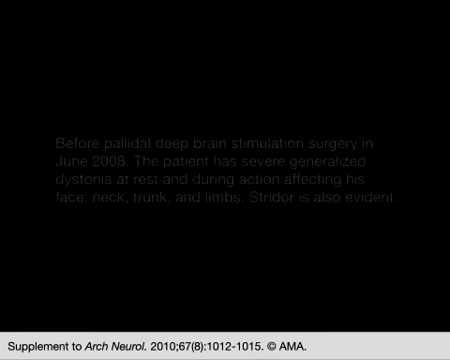 Before pallidal deep brain stimulation surgery in
June 2008. The patient has severe generalized
dystonia at rest and during action affecting his
face, neck, trunk, and limbs. Stridor is also evident.
Supplement to Arch Neurol. 2010;67(8):1012-1015. © AMA.